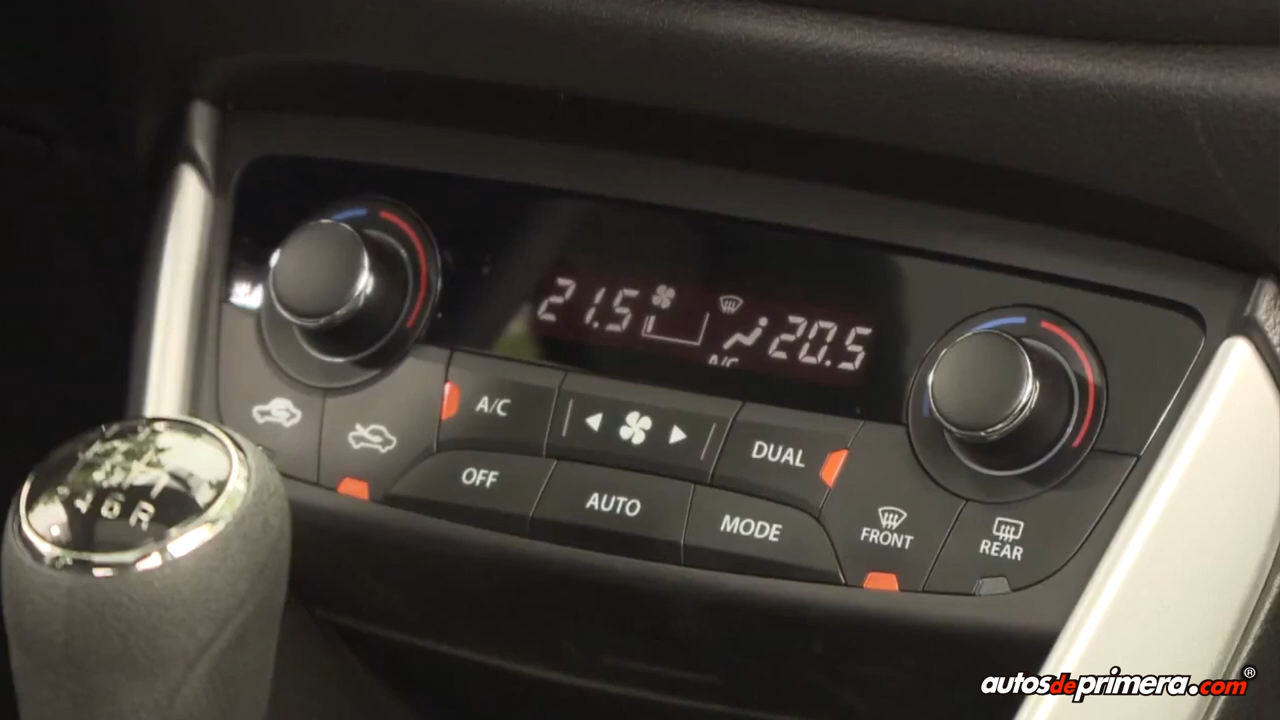 21.5
A/C
20.5
A/C
DUAL
OFF
AUTO
MODE
FRONT
REAR
6 R
autosdeprimera.com®